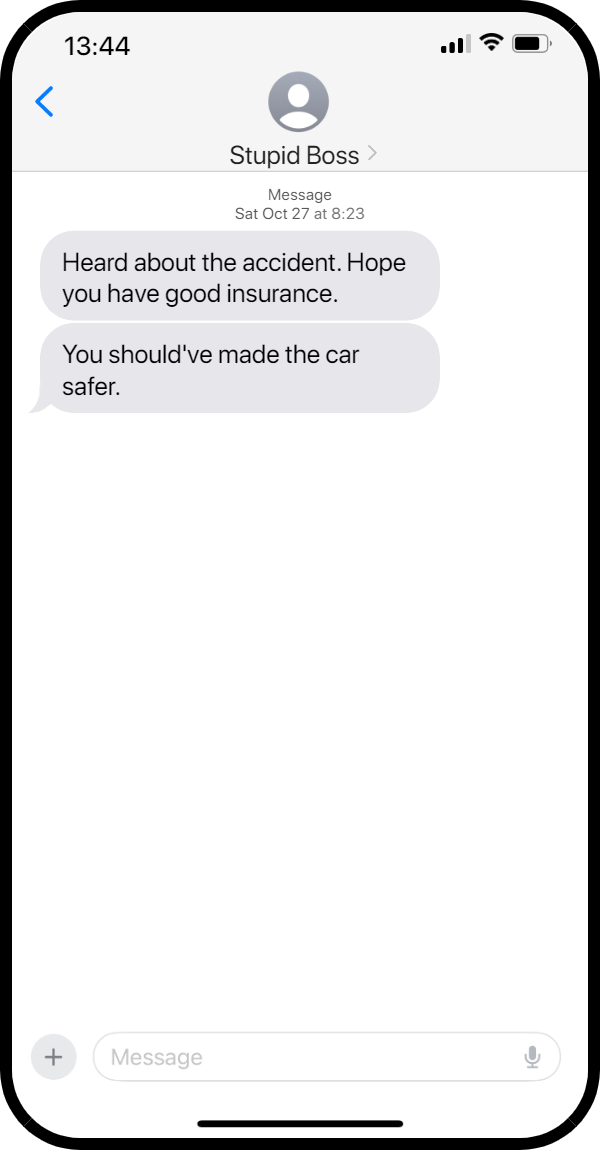 13:44
Stupid Boss
Message
Sat Oct 27 at 8:23
Heard about the accident. Hope
you have good insurance.
You should've made the car
safer.
Message